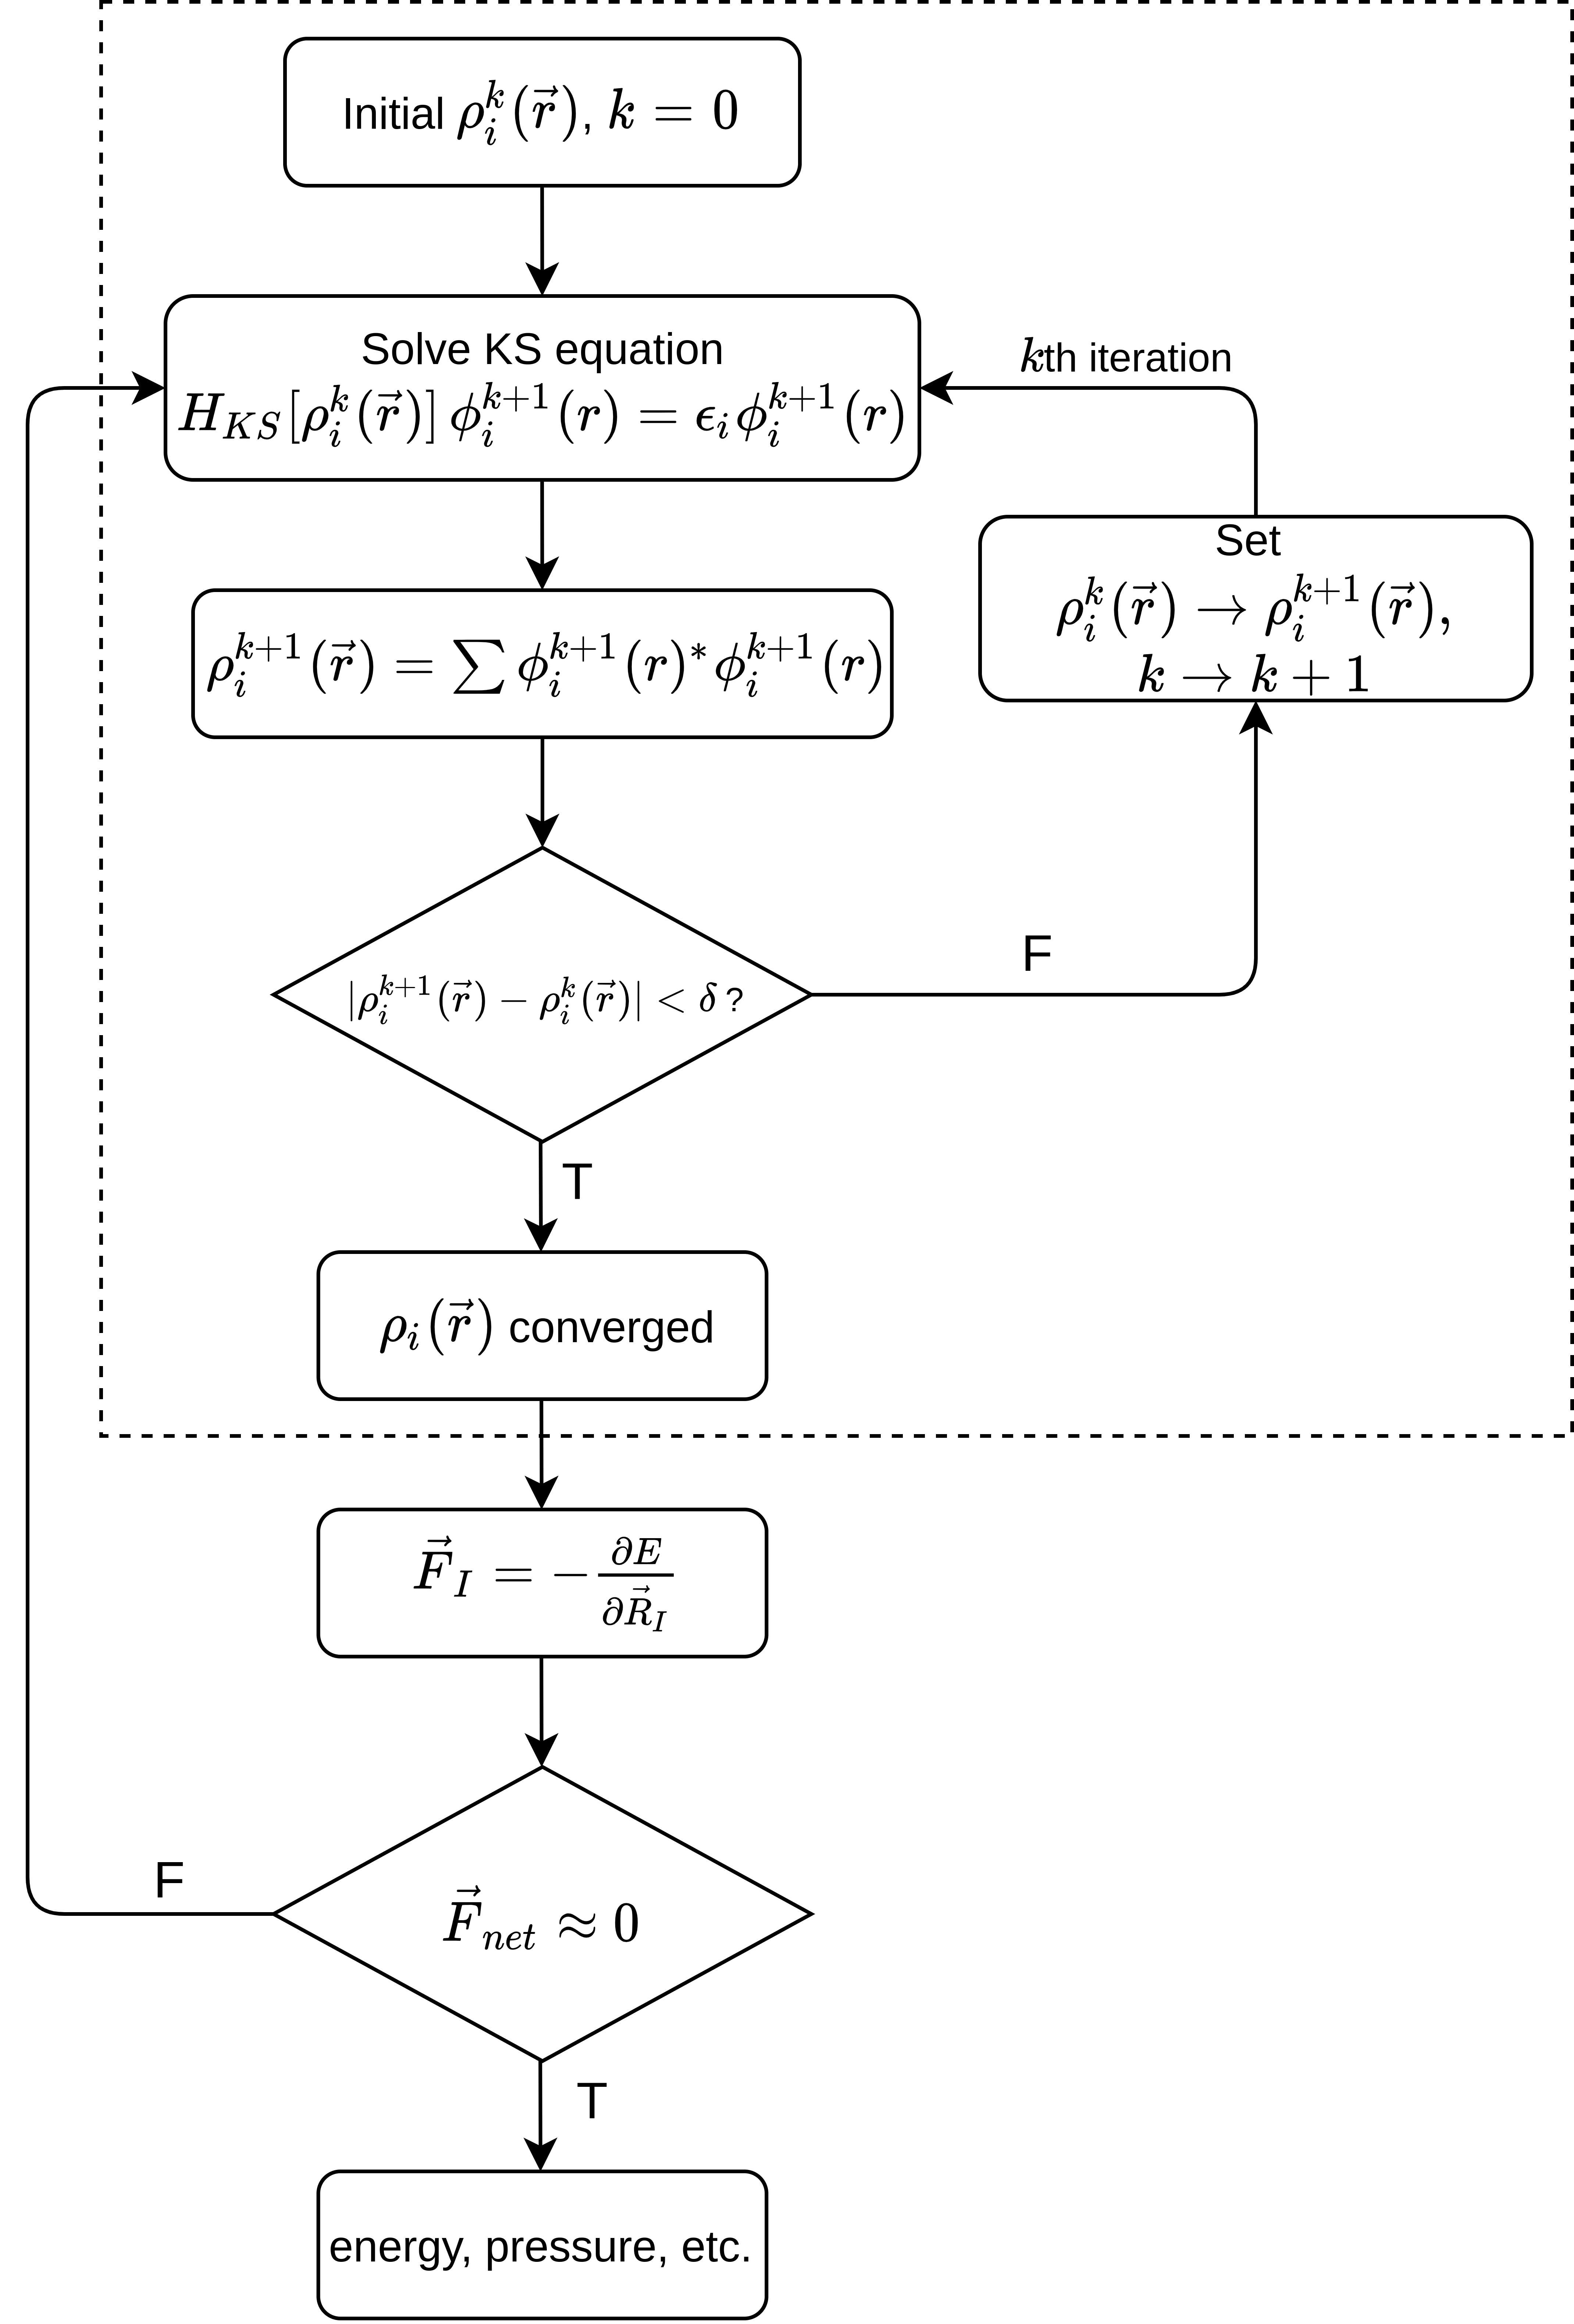 Initial $\rho_i^k(\vec{r})$, $k = 0$
Solve KS equation
$H_{KS}[\rho_i^k(\vec{r})]\,\phi_i^{k+1}(r) = \epsilon_i\phi_i^{k+1}(r)$
$k$th iteration
Set
$\rho_i^k(\vec{r}) \rightarrow \rho_i^{k+1}(\vec{r}),$
$k \rightarrow k + 1$
$\rho_i^{k+1}(\vec{r}) = \sum \phi_i^{k+1}(r)^* \phi_i^{k+1}(r)$
$|\rho_i^{k+1}(\vec{r}) - \rho_i^k(\vec{r})| < \delta$ ?
F
T
$\rho_i(\vec{r})$ converged
$\vec{F}_I = -\frac{\partial E}{\partial \vec{R}_I}$
$\vec{F}_{net} \approx 0$
F
T
energy, pressure, etc.